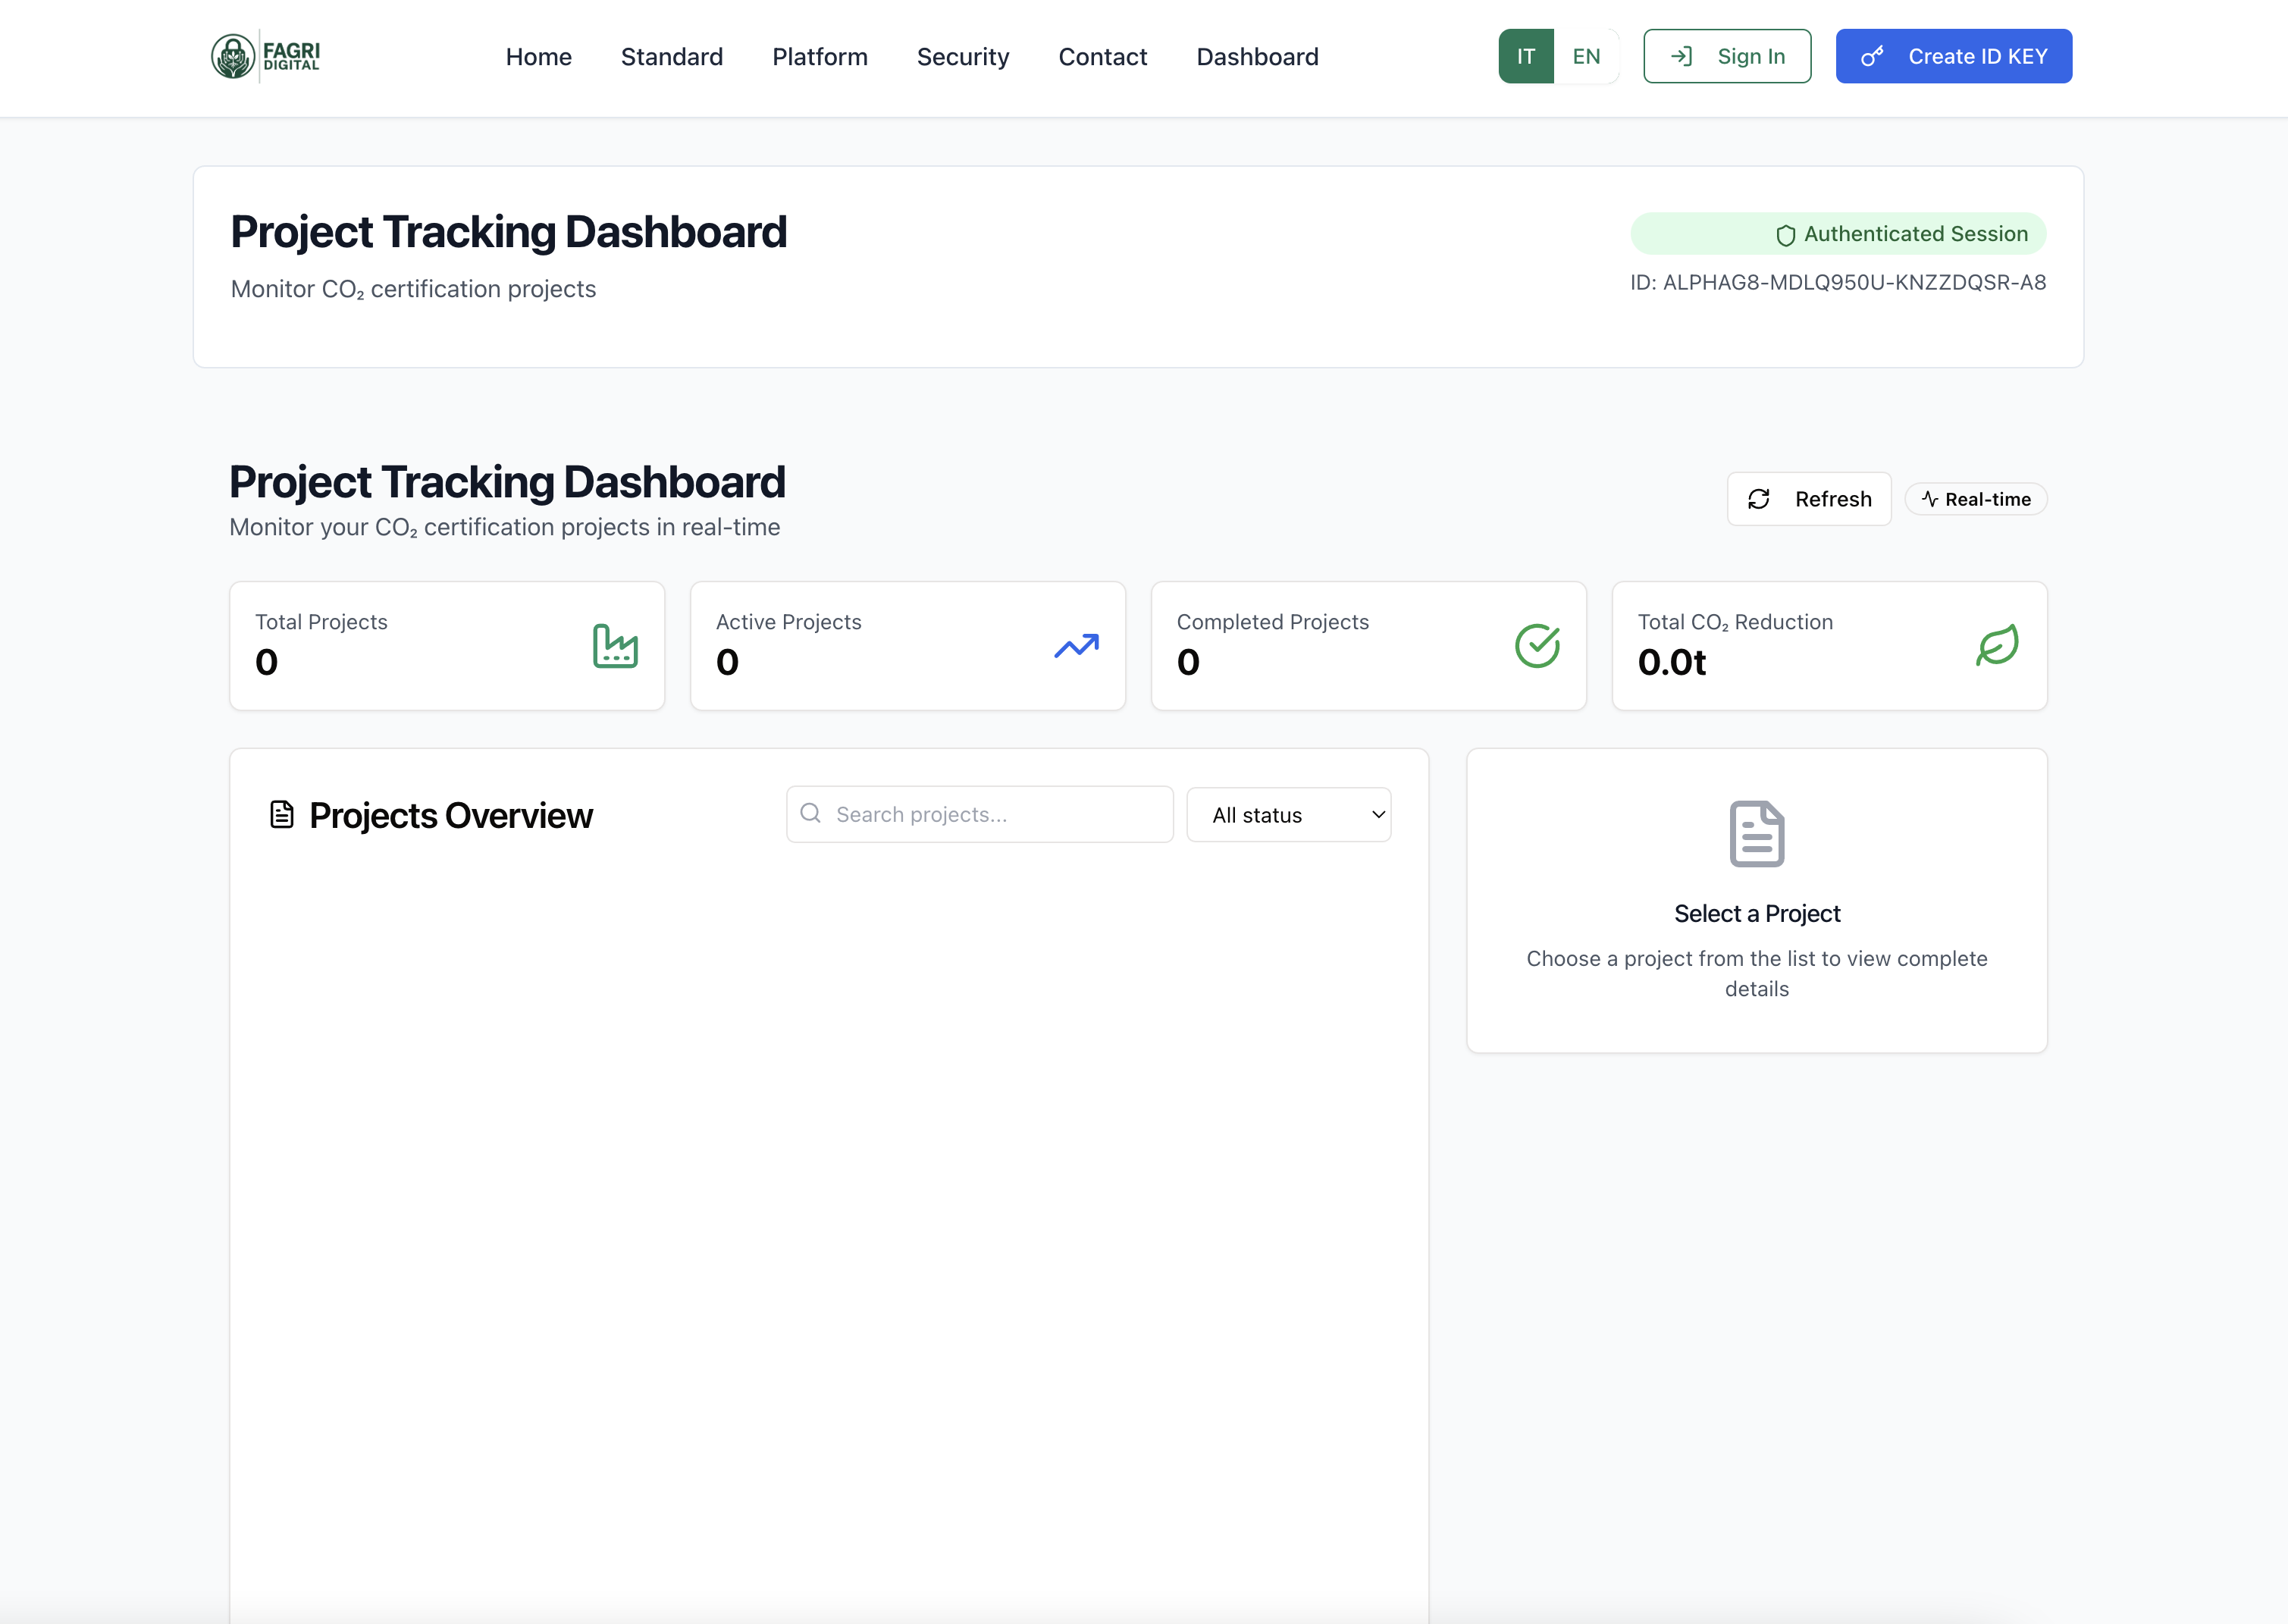 FAGRI
DIGITAL
Home
Standard
Platform
Security
Contact
Dashboard
IT
EN
Sign In
Create ID KEY
Project Tracking Dashboard
Monitor CO₂ certification projects
Authenticated Session
ID: ALPHAG8-MDLQ950U-KNZZDQSR-A8
Project Tracking Dashboard
Monitor your CO₂ certification projects in real-time
Refresh
Real-time
Total Projects
0
Active Projects
0
Completed Projects
0
Total CO₂ Reduction
0.0t
Projects Overview
Search projects...
All status
Select a Project
Choose a project from the list to view complete
details